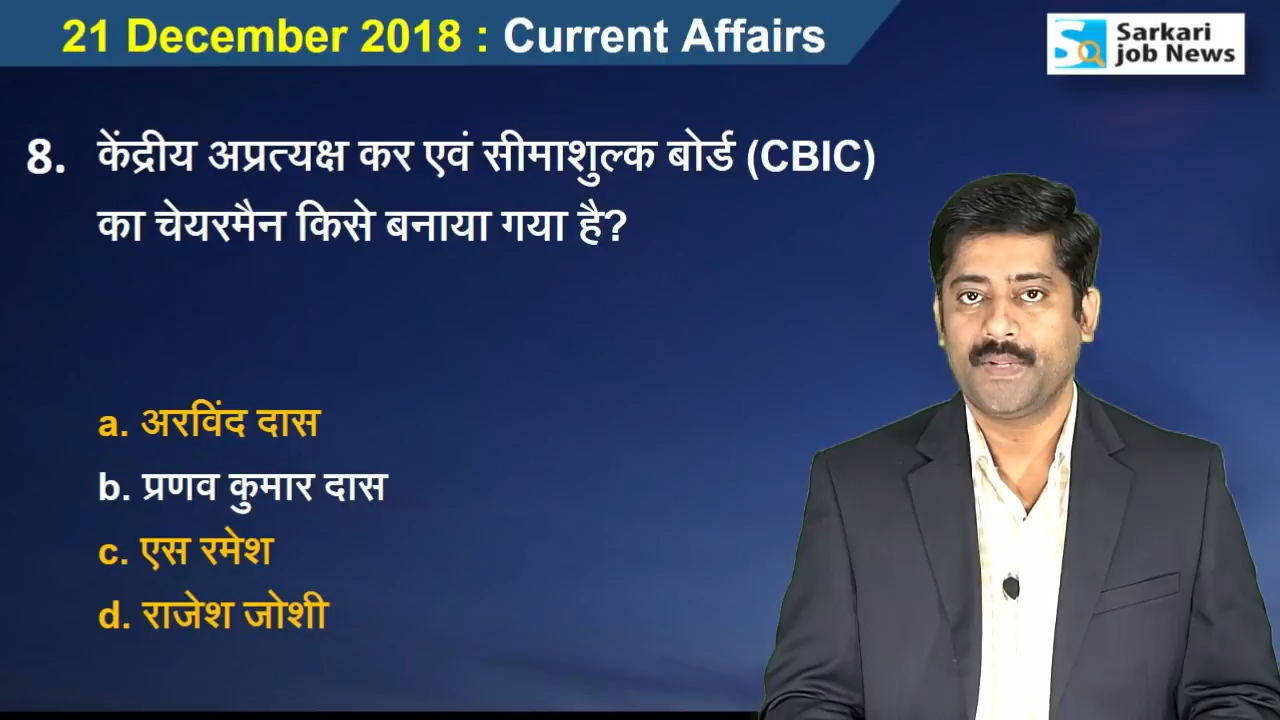 21 December 2018 : Current Affairs
Sarkari
job News
8. केंद्रीय अप्रत्यक्ष कर एवं सीमाशुल्क बोर्ड (CBIC)
का चेयरमैन किसे बनाया गया है?
a. अरविंद दास
b. प्रणव कुमार दास
c. एस रमेश
d. राजेश जोशी